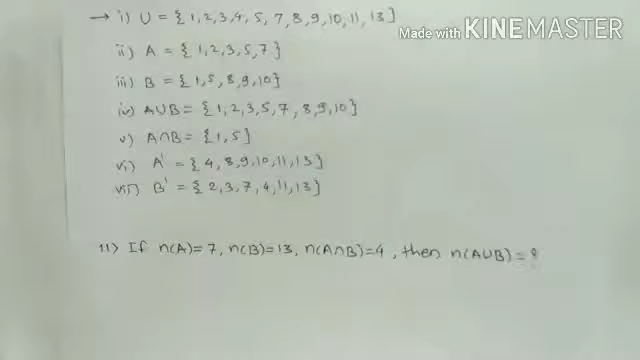 → i) U = { 1, 2, 3, 4, 5, 7, 8, 9, 10, 11, 13 }
Made with KINEMASTER
ii) A = { 1, 2, 3, 5, 7 }
iii) B = { 1, 5, 8, 9, 10 }
iv) A∪B = { 1, 2, 3, 5, 7, 8, 9, 10 }
v) A∩B = { 1, 5 }
vi) A' = { 4, 8, 9, 10, 11, 13 }
vii) B' = { 2, 3, 7, 4, 11, 13 }
11> If n(A)= 7, n(B)= 13, n(A∩B)=4, then n(A∪B) = ?